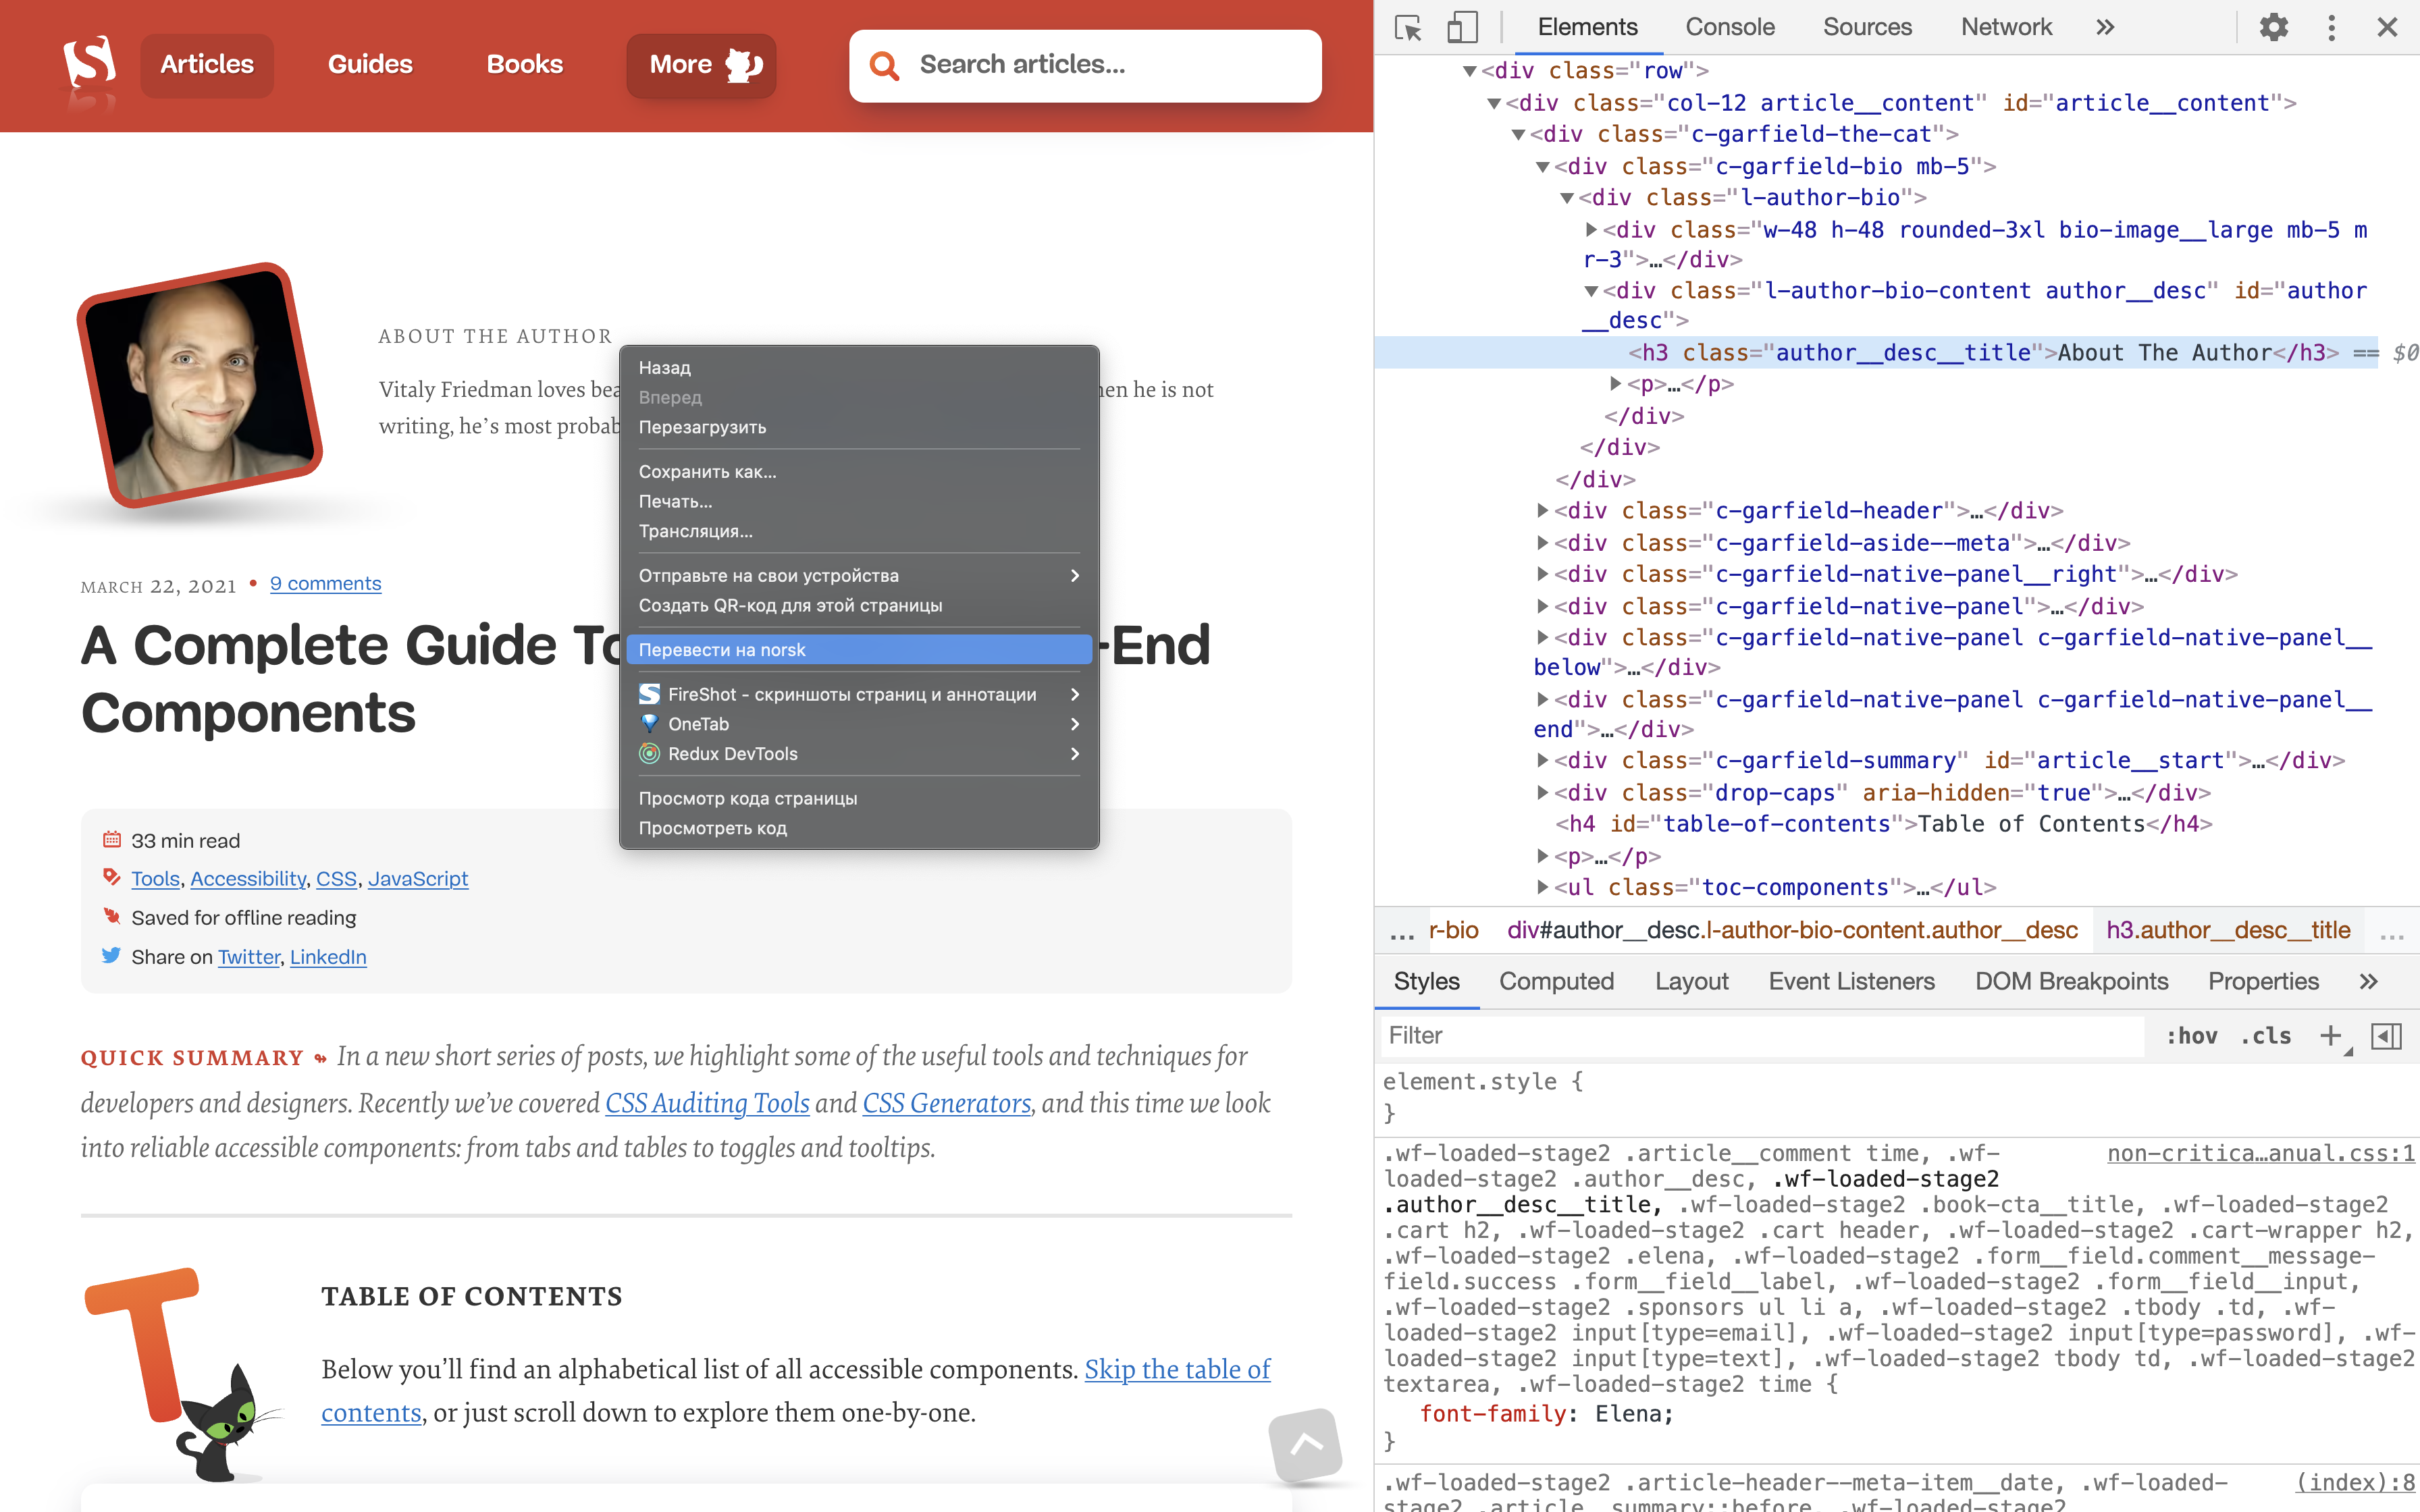 Articles
Guides
Books
More
Search articles...
ABOUT THE AUTHOR
Vitaly Friedman loves bea
en he is not
writing, he's most probab
MARCH 22, 2021 • 9 comments
A Complete Guide To
-End
Components
33 min read
Tools, Accessibility, CSS, JavaScript
Saved for offline reading
Share on Twitter, LinkedIn
QUICK SUMMARY ↬ In a new short series of posts, we highlight some of the useful tools and techniques for
developers and designers. Recently we've covered CSS Auditing Tools and CSS Generators, and this time we look
into reliable accessible components: from tabs and tables to toggles and tooltips.
T
TABLE OF CONTENTS
Below you'll find an alphabetical list of all accessible components. Skip the table of
contents, or just scroll down to explore them one-by-one.
Назад
Вперед
Перезагрузить
Сохранить как...
Печать...
Трансляция...
Отправьте на свои устройства
Создать QR-код для этой страницы
Перевести на norsk
FireShot - скриншоты страниц и аннотации
OneTab
Redux DevTools
Просмотр кода страницы
Просмотреть код
Elements
Console
Sources
Network
»
<div class="row">
<div class="col-12 article__content" id="article__content">
<div class="c-garfield-the-cat">
<div class="c-garfield-bio mb-5">
<div class="l-author-bio">
<div class="w-48 h-48 rounded-3xl bio-image__large mb-5 m
r-3">…</div>
<div class="l-author-bio-content author__desc" id="author
__desc">
<h3 class="author__desc__title">About The Author</h3> == $0
<p>…</p>
</div>
</div>
</div>
<div class="c-garfield-header">…</div>
<div class="c-garfield-aside--meta">…</div>
<div class="c-garfield-native-panel__right">…</div>
<div class="c-garfield-native-panel">…</div>
<div class="c-garfield-native-panel c-garfield-native-panel__
below">…</div>
<div class="c-garfield-native-panel c-garfield-native-panel__
end">…</div>
<div class="c-garfield-summary" id="article__start">…</div>
<div class="drop-caps" aria-hidden="true">…</div>
<h4 id="table-of-contents">Table of Contents</h4>
<p>…</p>
<ul class="toc-components">…</ul>
... r-bio div#author__desc.l-author-bio-content.author__desc h3.author__desc__title ...
Styles
Computed
Layout
Event Listeners
DOM Breakpoints
Properties
»
Filter
:hov .cls +
element.style {
}
.wf-loaded-stage2 .article__comment time, .wf-
non-critica…anual.css:1
loaded-stage2 .author__desc, .wf-loaded-stage2
.author__desc__title, .wf-loaded-stage2 .book-cta__title, .wf-loaded-stage2
.cart h2, .wf-loaded-stage2 .cart header, .wf-loaded-stage2 .cart-wrapper h2,
.wf-loaded-stage2 .elena, .wf-loaded-stage2 .form__field.comment__message-
field.success .form__field__label, .wf-loaded-stage2 .form__field__input,
.wf-loaded-stage2 .sponsors ul li a, .wf-loaded-stage2 .tbody .td, .wf-
loaded-stage2 input[type=email], .wf-loaded-stage2 input[type=password], .wf-
loaded-stage2 input[type=text], .wf-loaded-stage2 tbody td, .wf-loaded-stage2
textarea, .wf-loaded-stage2 time {
font-family: Elena;
}
.wf-loaded-stage2 .article-header--meta-item__date, .wf-loaded-
(index):8
stage2 .article__summary::before, .wf-loaded-stage2